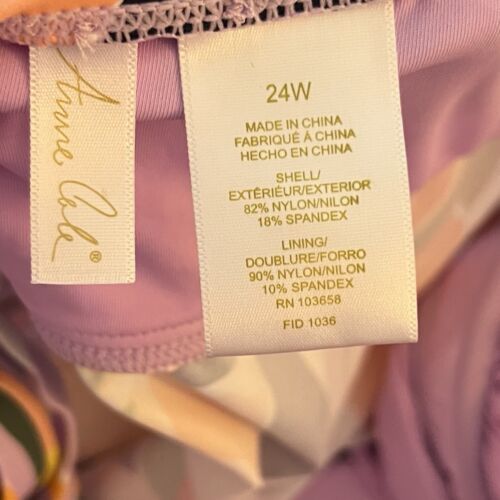 Anne Cole®
24W
MADE IN CHINA
FABRIQUÉ À CHINA
HECHO EN CHINA
SHELL/
EXTÉRIEUR/EXTERIOR
82% NYLON/NILON
18% SPANDEX
LINING/
DOUBLURE/FORRO
90% NYLON/NILON
10% SPANDEX
RN 103658
FID 1036